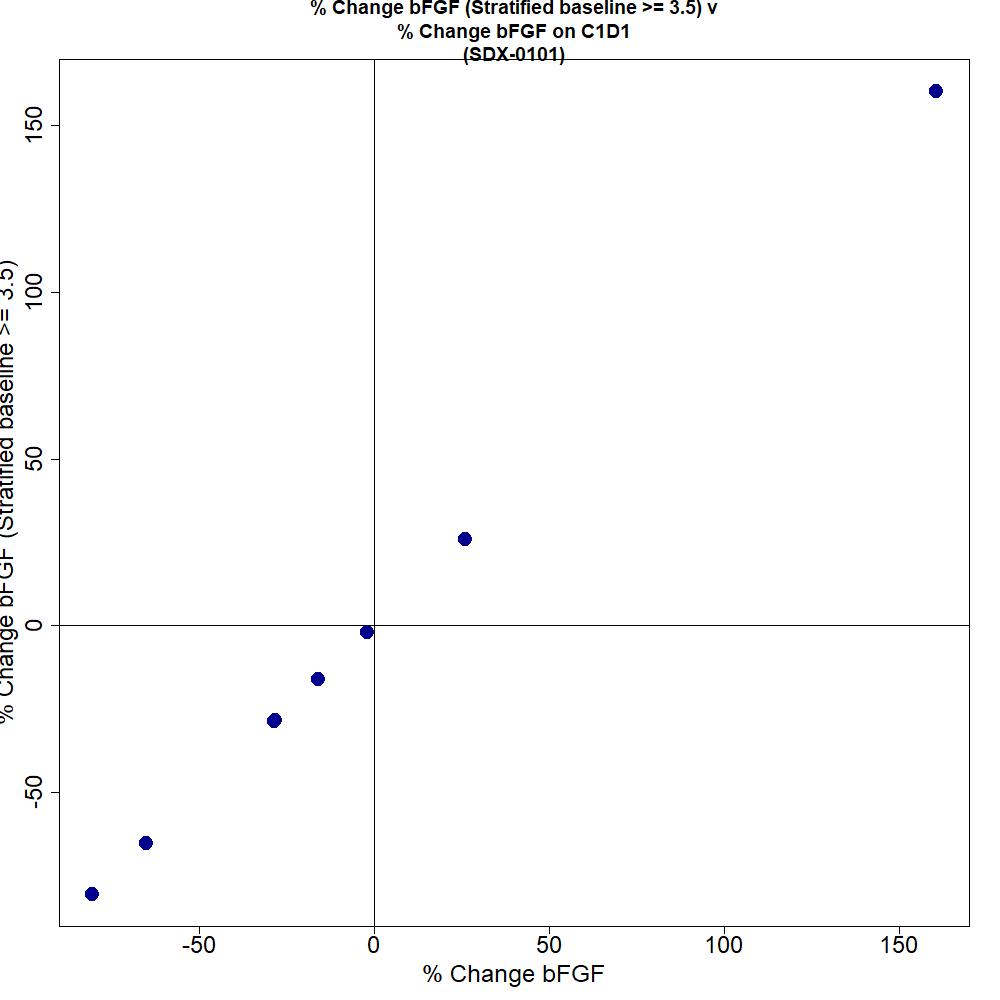 % Change bFGF (Stratified baseline >= 3.5) v
% Change bFGF on C1D1
(SDX-0101)
% Change bFGF (Stratified baseline >= 3.5)
150
100
50
0
-50
-50
0
50
100
150
% Change bFGF